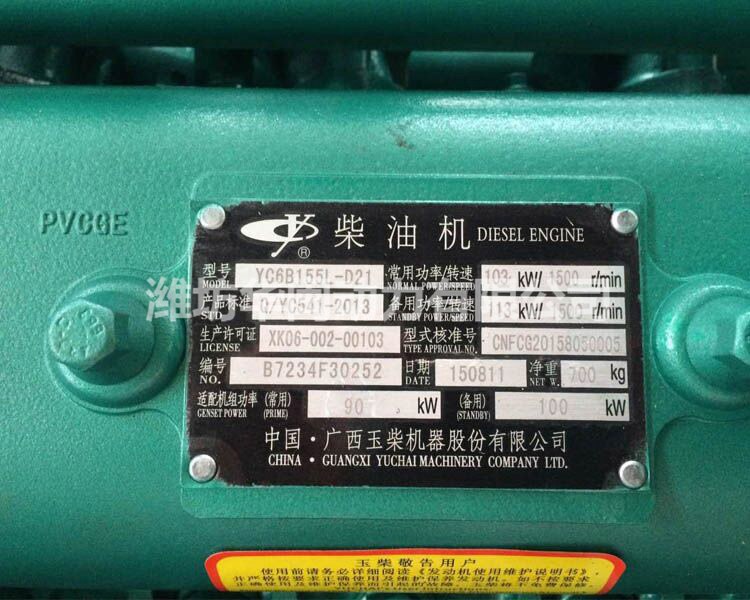 PVCGE
柴油机 DIESEL ENGINE
型号 MODEL YC6B155L-D21 常用功率/转速 NORMAL POWER/SPEED 103 kW/ 1500 r/min
产品标准 STD. Q/YC541-2013 备用功率/转速 STANDBY POWER/SPEED 113 kW/ 1500 r/min
生产许可证 LICENSE XK06-002-00103 型式核准号 TYPE APPROVAL NO. CNFCG20158050005
编号 NO. B7234F30252 日期 DATE 150811 净重 NET W. 700 kg
适配机组功率 GENSET POWER (常用) (PRIME) 90 kW (备用) (STANDBY) 100 kW
中国·广西玉柴机器股份有限公司
CHINA · GUANGXI YUCHAI MACHINERY COMPANY LTD.
玉柴敬告用户
使用前请务必详细阅读《发动机使用维护说明书》